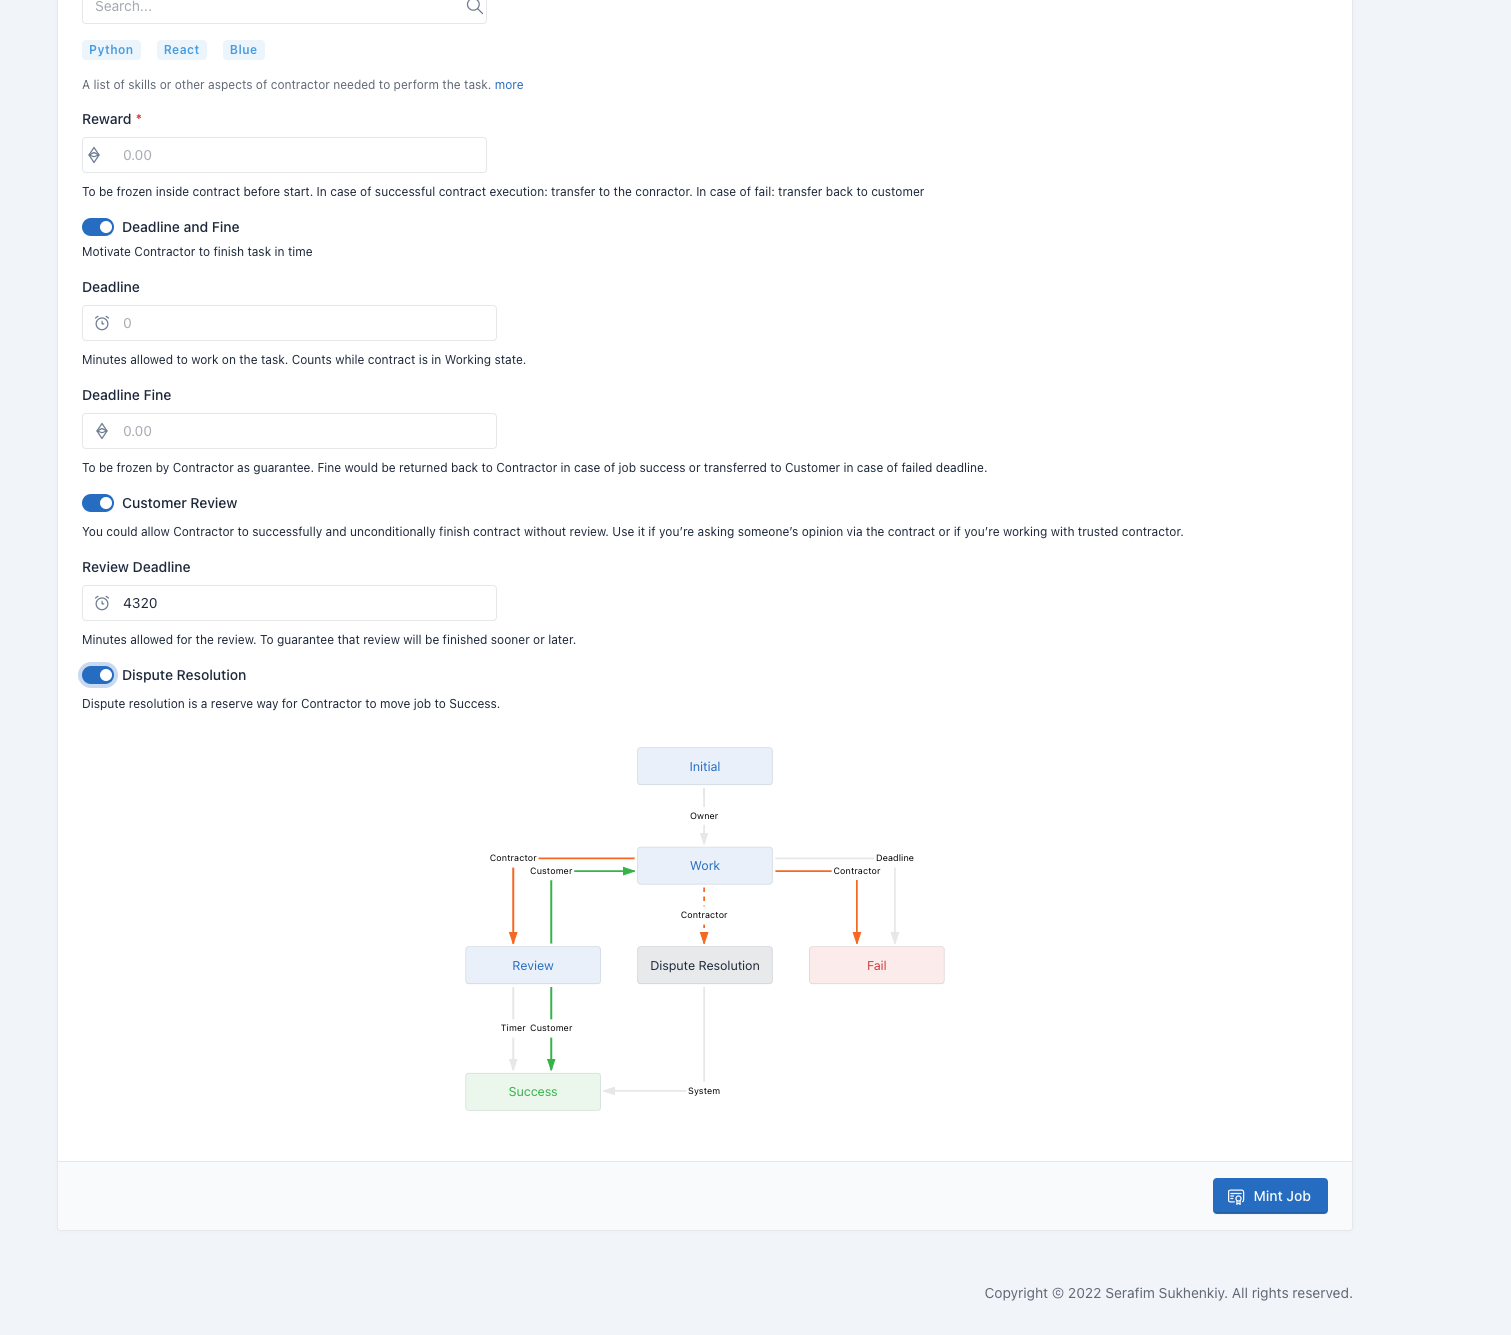 Search...
Python React Blue
A list of skills or other aspects of contractor needed to perform the task. more
Reward *
0.00
To be frozen inside contract before start. In case of successful contract execution: transfer to the conractor. In case of fail: transfer back to customer
Deadline and Fine
Motivate Contractor to finish task in time
Deadline
0
Minutes allowed to work on the task. Counts while contract is in Working state.
Deadline Fine
0.00
To be frozen by Contractor as guarantee. Fine would be returned back to Contractor in case of job success or transferred to Customer in case of failed deadline.
Customer Review
You could allow Contractor to successfully and unconditionally finish contract without review. Use it if you’re asking someone’s opinion via the contract or if you’re working with trusted contractor.
Review Deadline
4320
Minutes allowed for the review. To guarantee that review will be finished sooner or later.
Dispute Resolution
Dispute resolution is a reserve way for Contractor to move job to Success.
Initial
Owner
Contractor Deadline
Work
Customer Contractor
Contractor
Review Dispute Resolution Fail
Timer Customer
Success System
Mint Job
Copyright © 2022 Serafim Sukhenkiy. All rights reserved.